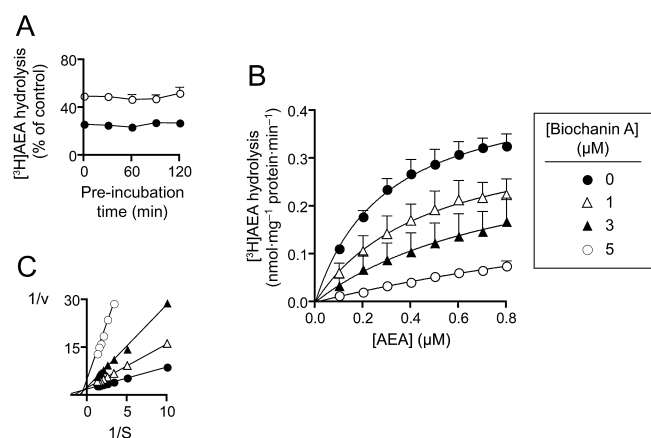 A
[³H]AEA hydrolysis
(% of control)
80
40
0
0
60
120
Pre-incubation
time (min)
B
[³H]AEA hydrolysis
(nmol·mg⁻¹ protein·min⁻¹)
0.4
0.3
0.2
0.1
0.0
0.0
0.2
0.4
0.6
0.8
[AEA] (µM)
[Biochanin A]
(µM)
0
1
3
5
C
1/v
30
15
0
5
10
1/S